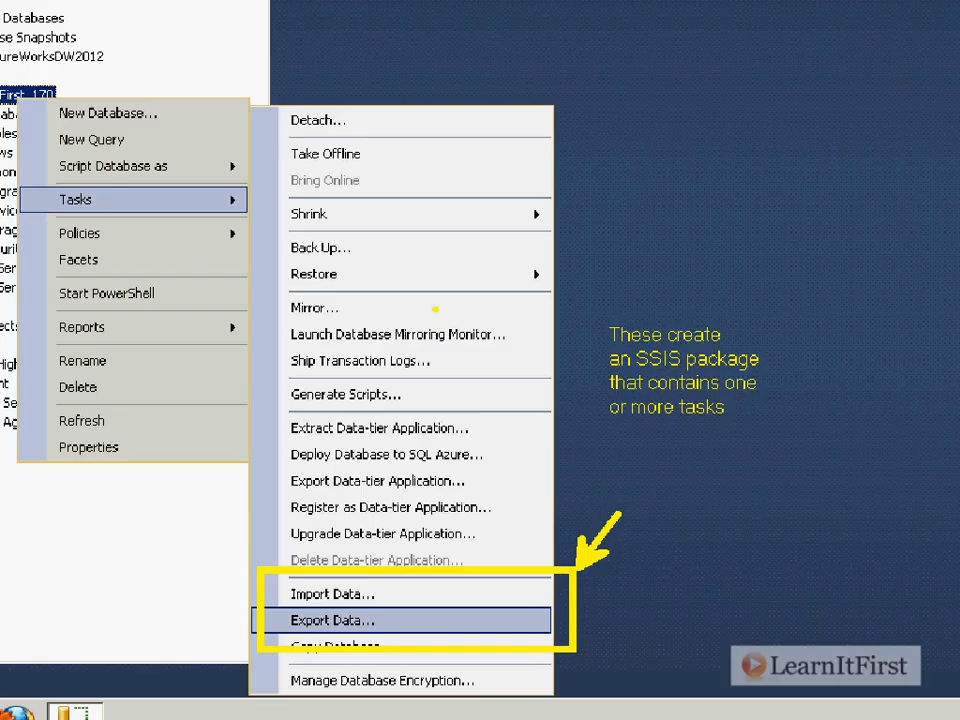 Databases
se Snapshots
ureWorksDW2012
First_170
New Database...
New Query
Script Database as
Tasks
Policies
Facets
Start PowerShell
Reports
Rename
Delete
Refresh
Properties
Detach...
Take Offline
Bring Online
Shrink
Back Up...
Restore
Mirror...
Launch Database Mirroring Monitor...
Ship Transaction Logs...
Generate Scripts...
Extract Data-tier Application...
Deploy Database to SQL Azure...
Export Data-tier Application...
Register as Data-tier Application...
Upgrade Data-tier Application...
Delete Data-tier Application...
Import Data...
Export Data...
Copy Database
Manage Database Encryption...
These create
an SSIS package
that contains one
or more tasks
LearnItFirst